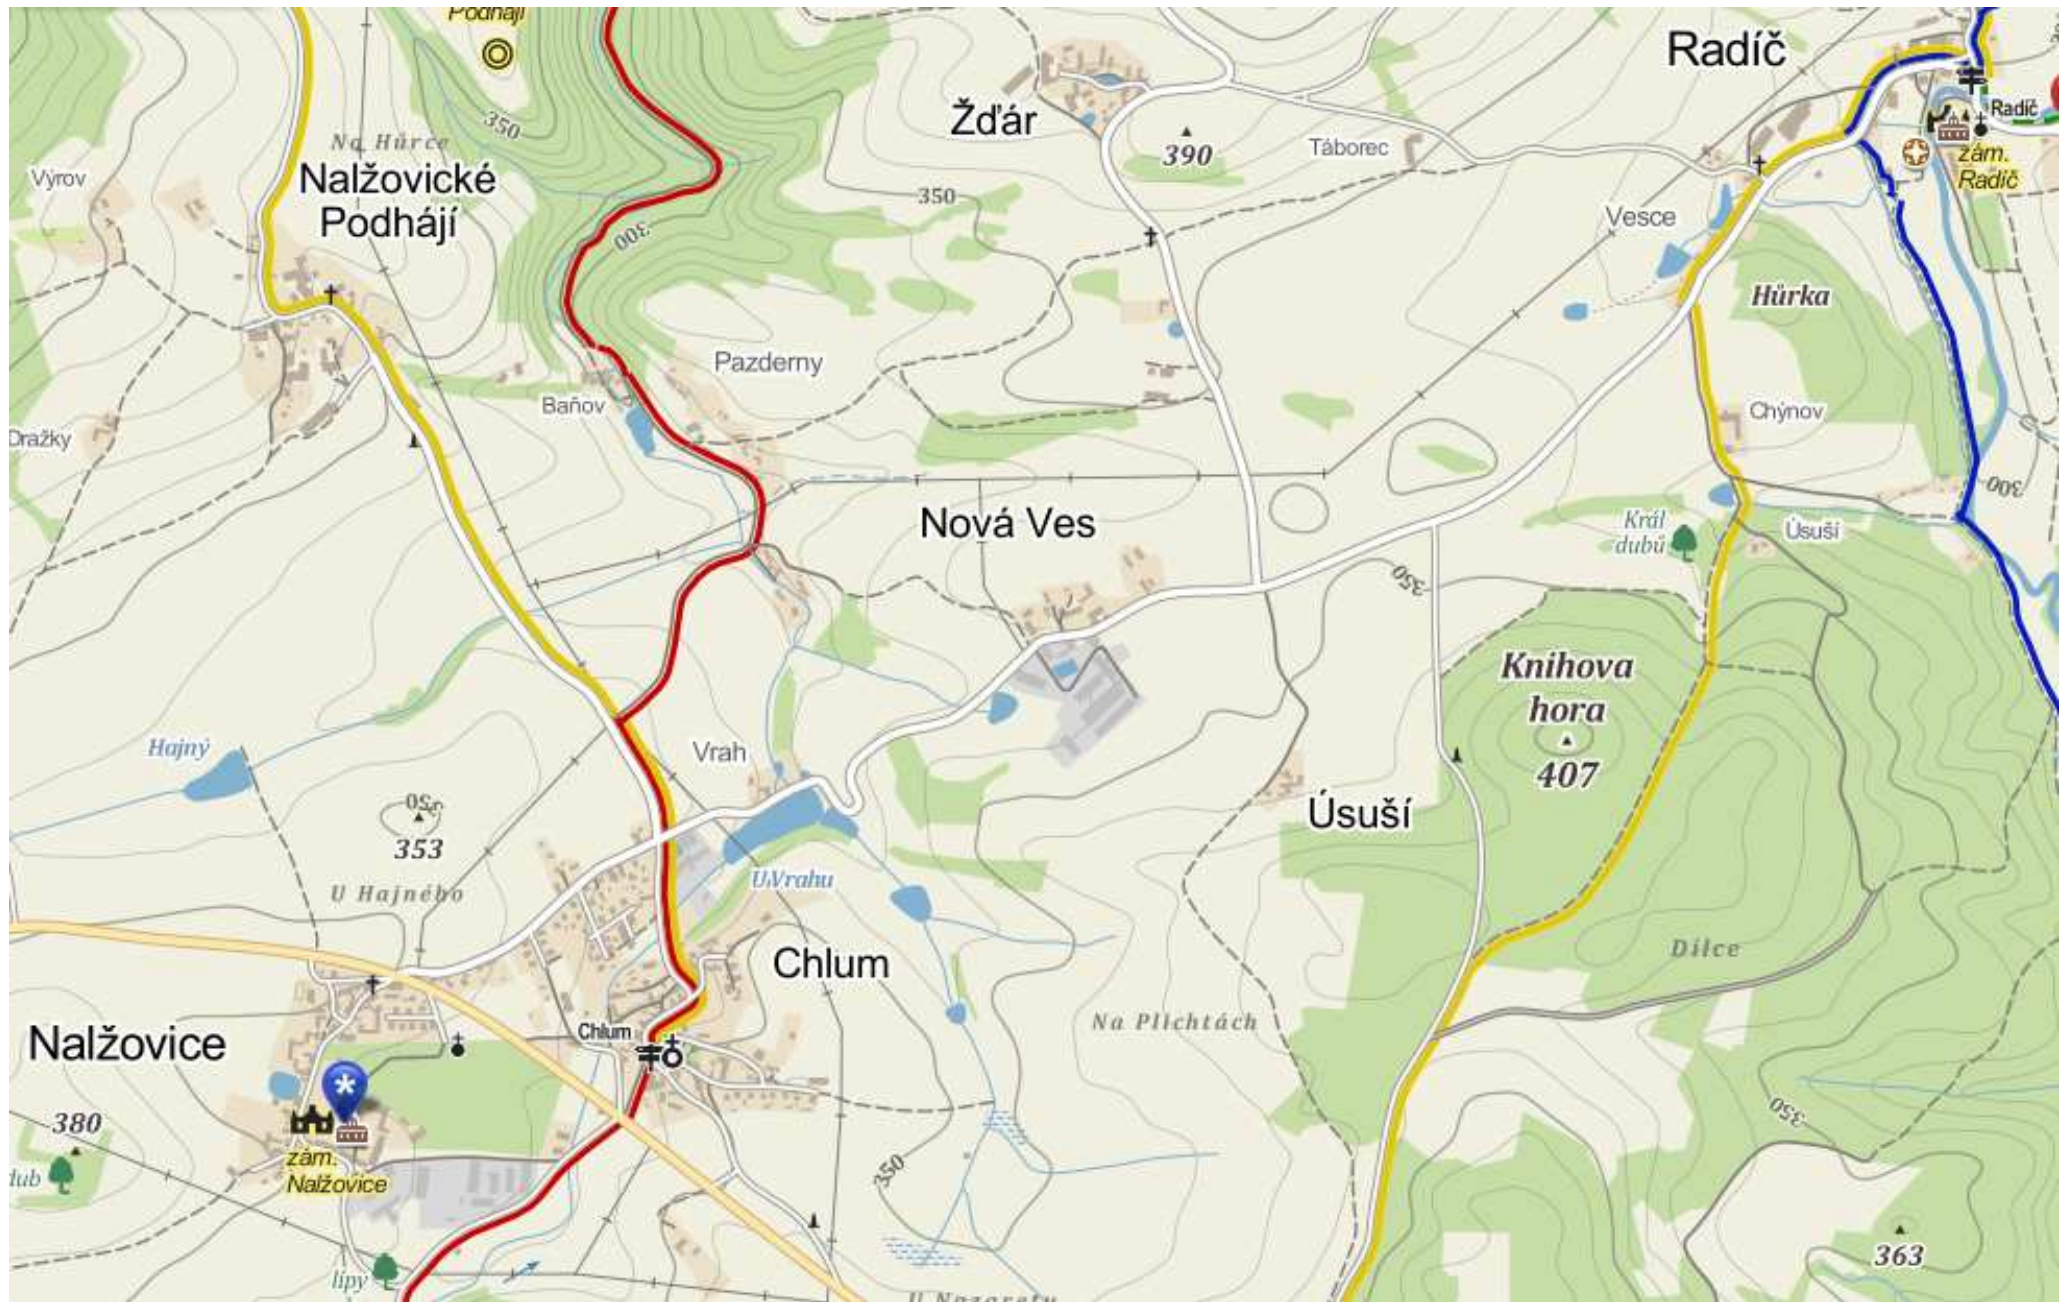 Podhájí
Radíč
350
Žďár
Radíč
Na Hůrce
390
Táborec
zám.
Radíč
Výrov
Nalžovické
Podhájí
350
300
Vesce
Hůrka
Pazderny
Baňov
Chýnov
Dražky
300
Nová Ves
Král
dubů
Úsuší
350
Knihova
hora
407
Hajný
Vrah
350
353
Úsuší
U Hajného
U Vrahu
Chlum
Dílce
Nalžovice
Chlum
Na Plichtách
380
350
dub
zám.
Nalžovice
350
363
lípy
U Nazaretu